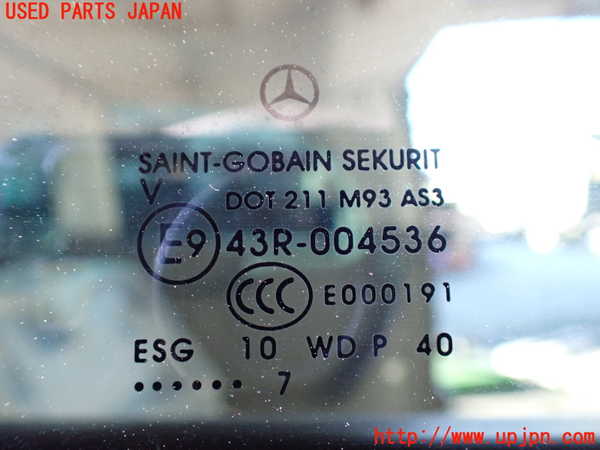 USED PARTS JAPAN
SAINT-GOBAIN SEKURIT
V
DOT 211 M93 AS3
E9 43R-004536
CCC E000191
ESG 10 WD P 40
...... 7
http://www.upjpn.com/